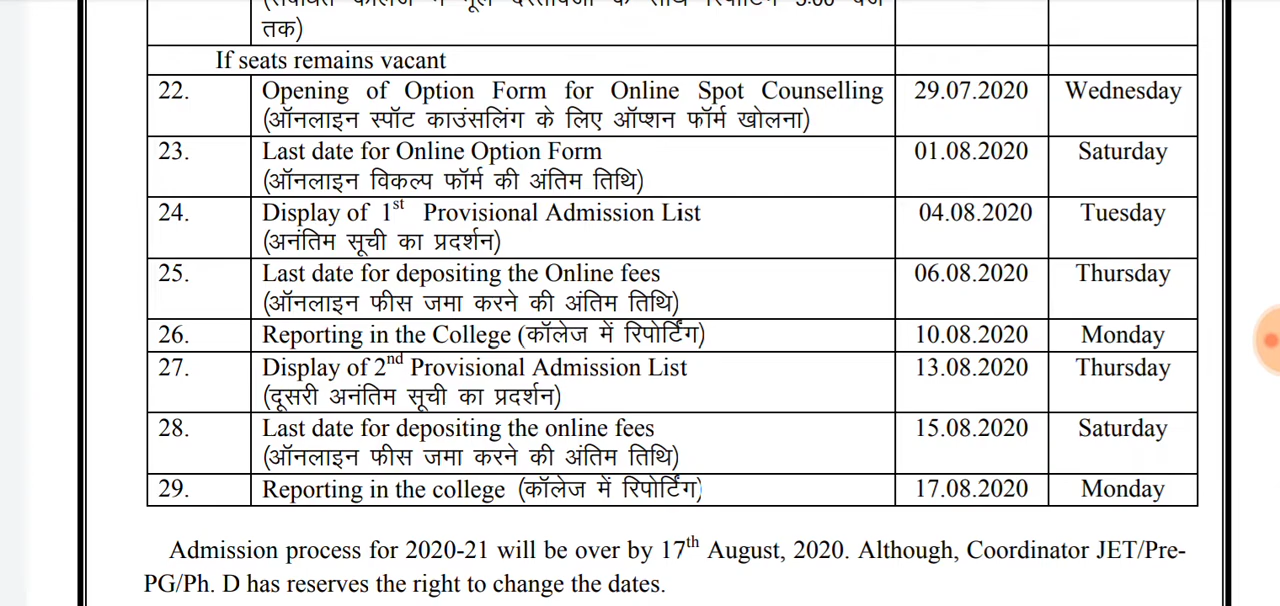 तक)
If seats remains vacant
22. Opening of Option Form for Online Spot Counselling 29.07.2020 Wednesday
(ऑनलाइन स्पॉट काउंसलिंग के लिए ऑप्शन फॉर्म खोलना)
23. Last date for Online Option Form 01.08.2020 Saturday
(ऑनलाइन विकल्प फॉर्म की अंतिम तिथि)
24. Display of 1st Provisional Admission List 04.08.2020 Tuesday
(अनंतिम सूची का प्रदर्शन)
25. Last date for depositing the Online fees 06.08.2020 Thursday
(ऑनलाइन फीस जमा करने की अंतिम तिथि)
26. Reporting in the College (कॉलेज में रिपोर्टिंग) 10.08.2020 Monday
27. Display of 2nd Provisional Admission List 13.08.2020 Thursday
(दूसरी अनंतिम सूची का प्रदर्शन)
28. Last date for depositing the online fees 15.08.2020 Saturday
(ऑनलाइन फीस जमा करने की अंतिम तिथि)
29. Reporting in the college (कॉलेज में रिपोर्टिंग) 17.08.2020 Monday
Admission process for 2020-21 will be over by 17th August, 2020. Although, Coordinator JET/Pre-
PG/Ph. D has reserves the right to change the dates.